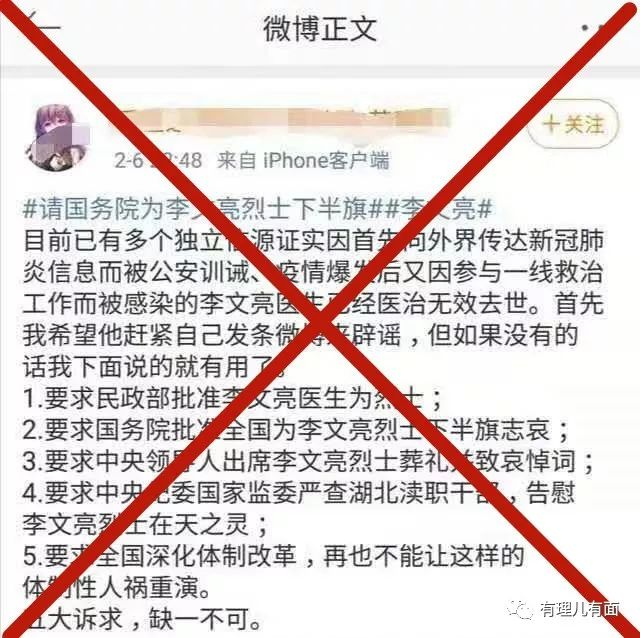 微博正文
+关注
2-6 22:48 来自 iPhone客户端
#请国务院为李文亮烈士下半旗##李文亮#
目前已有多个独立信源证实因首先向外界传达新冠肺
炎信息而被公安训诫、疫情爆发后又因参与一线救治
工作而被感染的李文亮医生已经医治无效去世。首先
我希望他赶紧自己发条微博来辟谣，但如果没有的
话我下面说的就有用了。
1.要求民政部批准李文亮医生为烈士；
2.要求国务院批准全国为李文亮烈士下半旗志哀；
3.要求中央领导人出席李文亮烈士葬礼并致哀悼词；
4.要求中央纪委国家监委严查湖北渎职干部，告慰
李文亮烈士在天之灵；
5.要求全国深化体制改革，再也不能让这样的
体制性人祸重演。
五大诉求，缺一不可。
有理儿有面